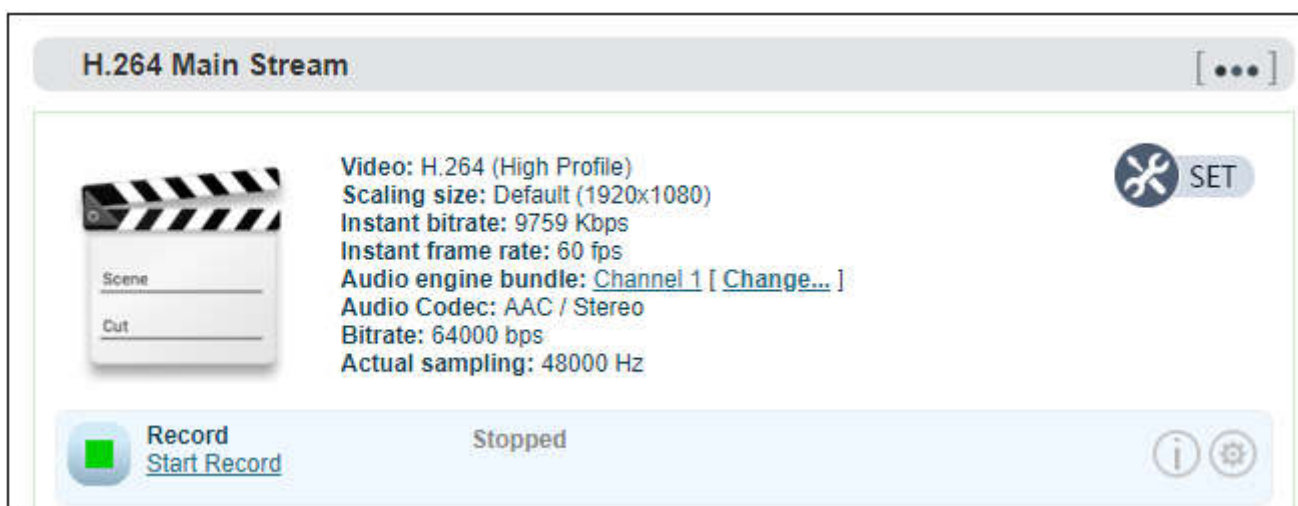 H.264 Main Stream
[ ••• ]
Video: H.264 (High Profile)
Scaling size: Default (1920x1080)
Instant bitrate: 9759 Kbps
Instant frame rate: 60 fps
Audio engine bundle: Channel 1 [ Change... ]
Audio Codec: AAC / Stereo
Bitrate: 64000 bps
Actual sampling: 48000 Hz
SET
Scene
Cut
Record
Start Record
Stopped
i